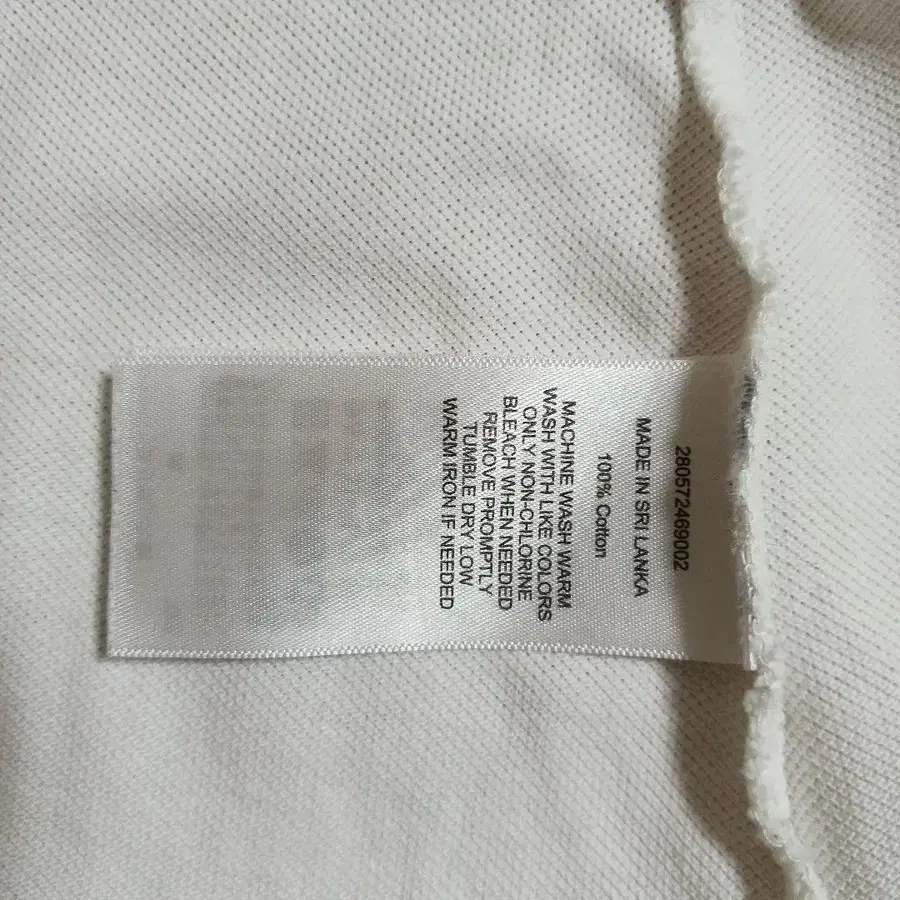 280572469002
MADE IN SRI LANKA
100% Cotton
MACHINE WASH WARM
WASH WITH LIKE COLORS
ONLY NON-CHLORINE
BLEACH WHEN NEEDED
REMOVE PROMPTLY
TUMBLE DRY LOW
WARM IRON IF NEEDED